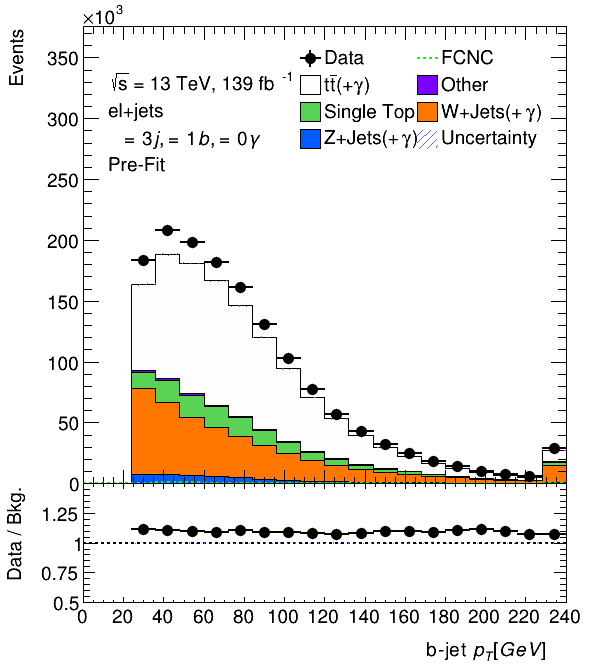 ×10³
Events
350
300
250
200
150
100
50
0
√s = 13 TeV, 139 fb⁻¹
el+jets
= 3j, = 1b, = 0γ
Pre-Fit
Data
FCNC
tt̄(+γ)
Other
Single Top
W+Jets(+γ)
Z+Jets(+γ)
Uncertainty
Data / Bkg.
1.25
1
0.75
0.5
0 20 40 60 80 100 120 140 160 180 200 220 240
b-jet p_T[GeV]